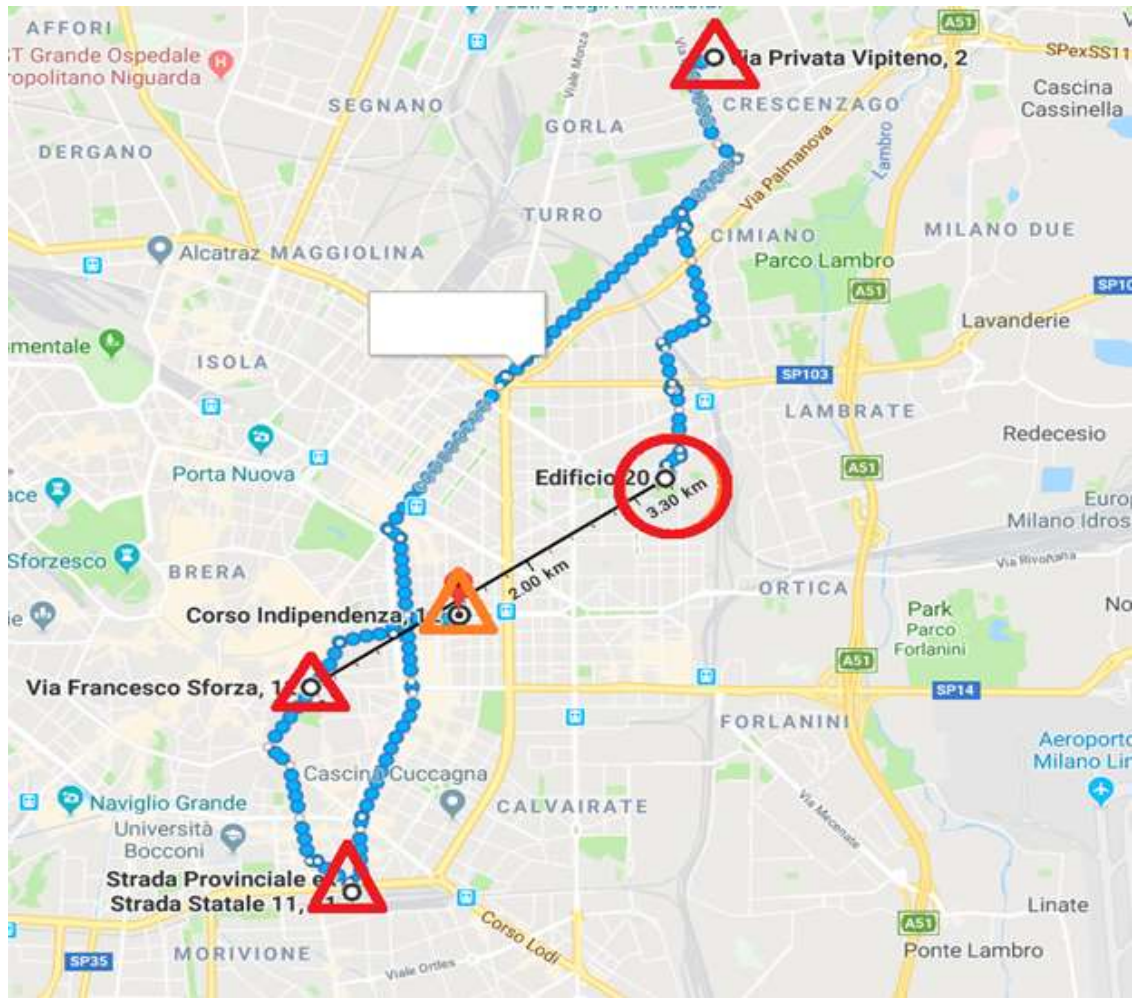 AFFORI
ST Grande Ospedale
ropolitano Niguarda
H
DERGANO
SEGNANO
Viale Monza
GORLA
Via Privata Vipiteno, 2
A51
SPexSS11
Cascina
Cassinella
CRESCENZAGO
Lambro
Via Palmanova
TURRO
CIMIANO
MILANO DUE
Alcatraz
MAGGIOLINA
Parco Lambro
A51
SP10
Lavanderie
mentale
ISOLA
SP103
LAMBRATE
Redecesio
Porta Nuova
A51
Edificio 20
3.30 km
Milano Idros
Via Rivoltana
Sforzesco
BRERA
2.00 km
ORTICA
Corso Indipendenza, 12
Park
Parco
Forlanini
No
A51
Via Francesco Sforza, 1
SP14
FORLANINI
Aeroporto
Milano Lin
Cascina Cuccagna
Naviglio Grande
CALVAIRATE
Via Mecenate
Università
Bocconi
Strada Provinciale ex
Strada Statale 11, 1
Corso Lodi
A51
Linate
MORIVIONE
SP35
Viale Ortles
Ponte Lambro